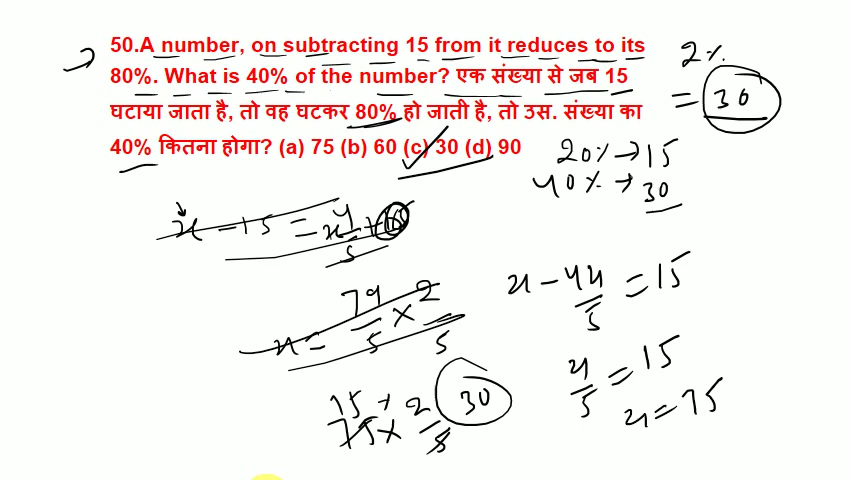 50.A number, on subtracting 15 from it reduces to its
80%. What is 40% of the number? एक संख्या से जब 15
घटाया जाता है, तो वह घटकर 80% हो जाती है, तो उस. संख्या का
40% कितना होगा? (a) 75 (b) 60 (c) 30 (d) 90
2%
= 30
20% → 15
40% → 30
x - 15 =
x - 4x/5 = 15
x/5 = 15
x = 75
75 x 2/5
15
30